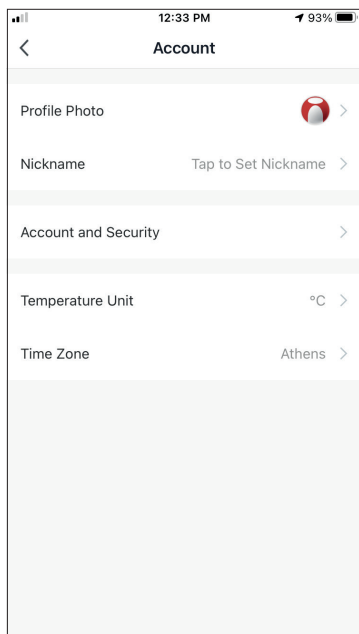 12:33 PM 93%
Account
Profile Photo
Nickname Tap to Set Nickname
Account and Security
Temperature Unit °C
Time Zone Athens